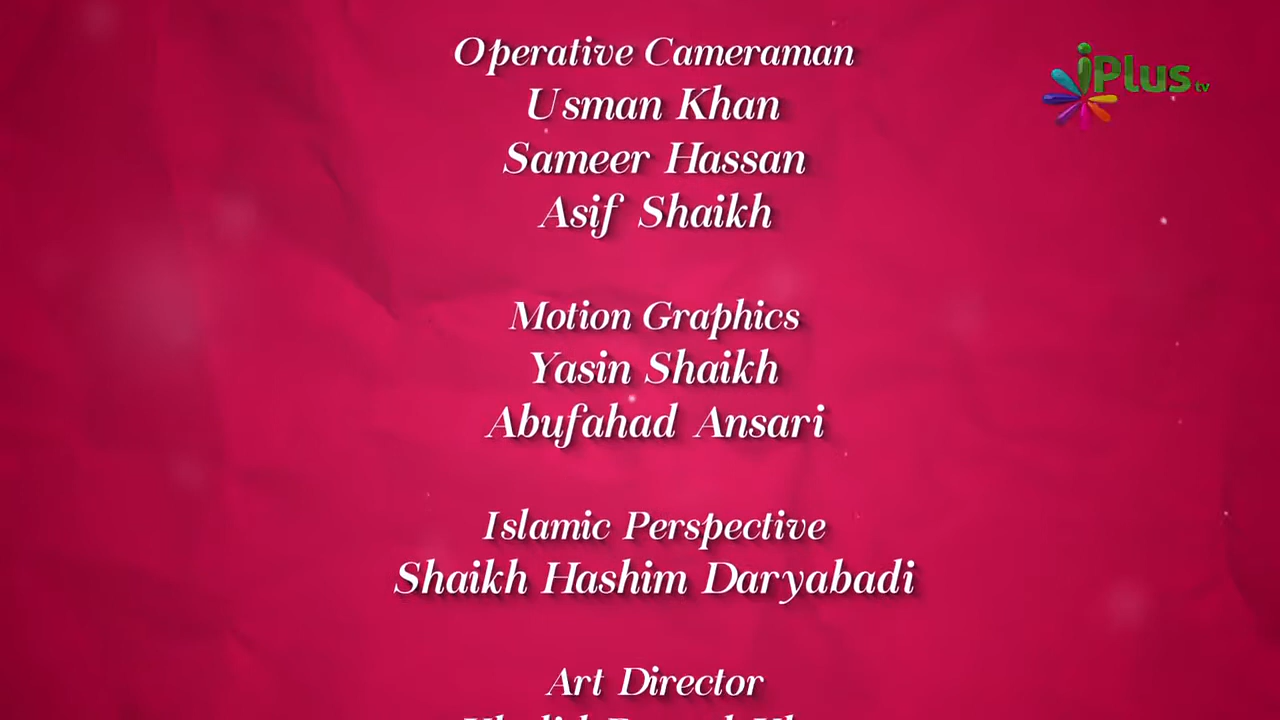 Operative Cameraman
iPlus tv
Usman Khan
Sameer Hassan
Asif Shaikh
Motion Graphics
Yasin Shaikh
Abufahad Ansari
Islamic Perspective
Shaikh Hashim Daryabadi
Art Director